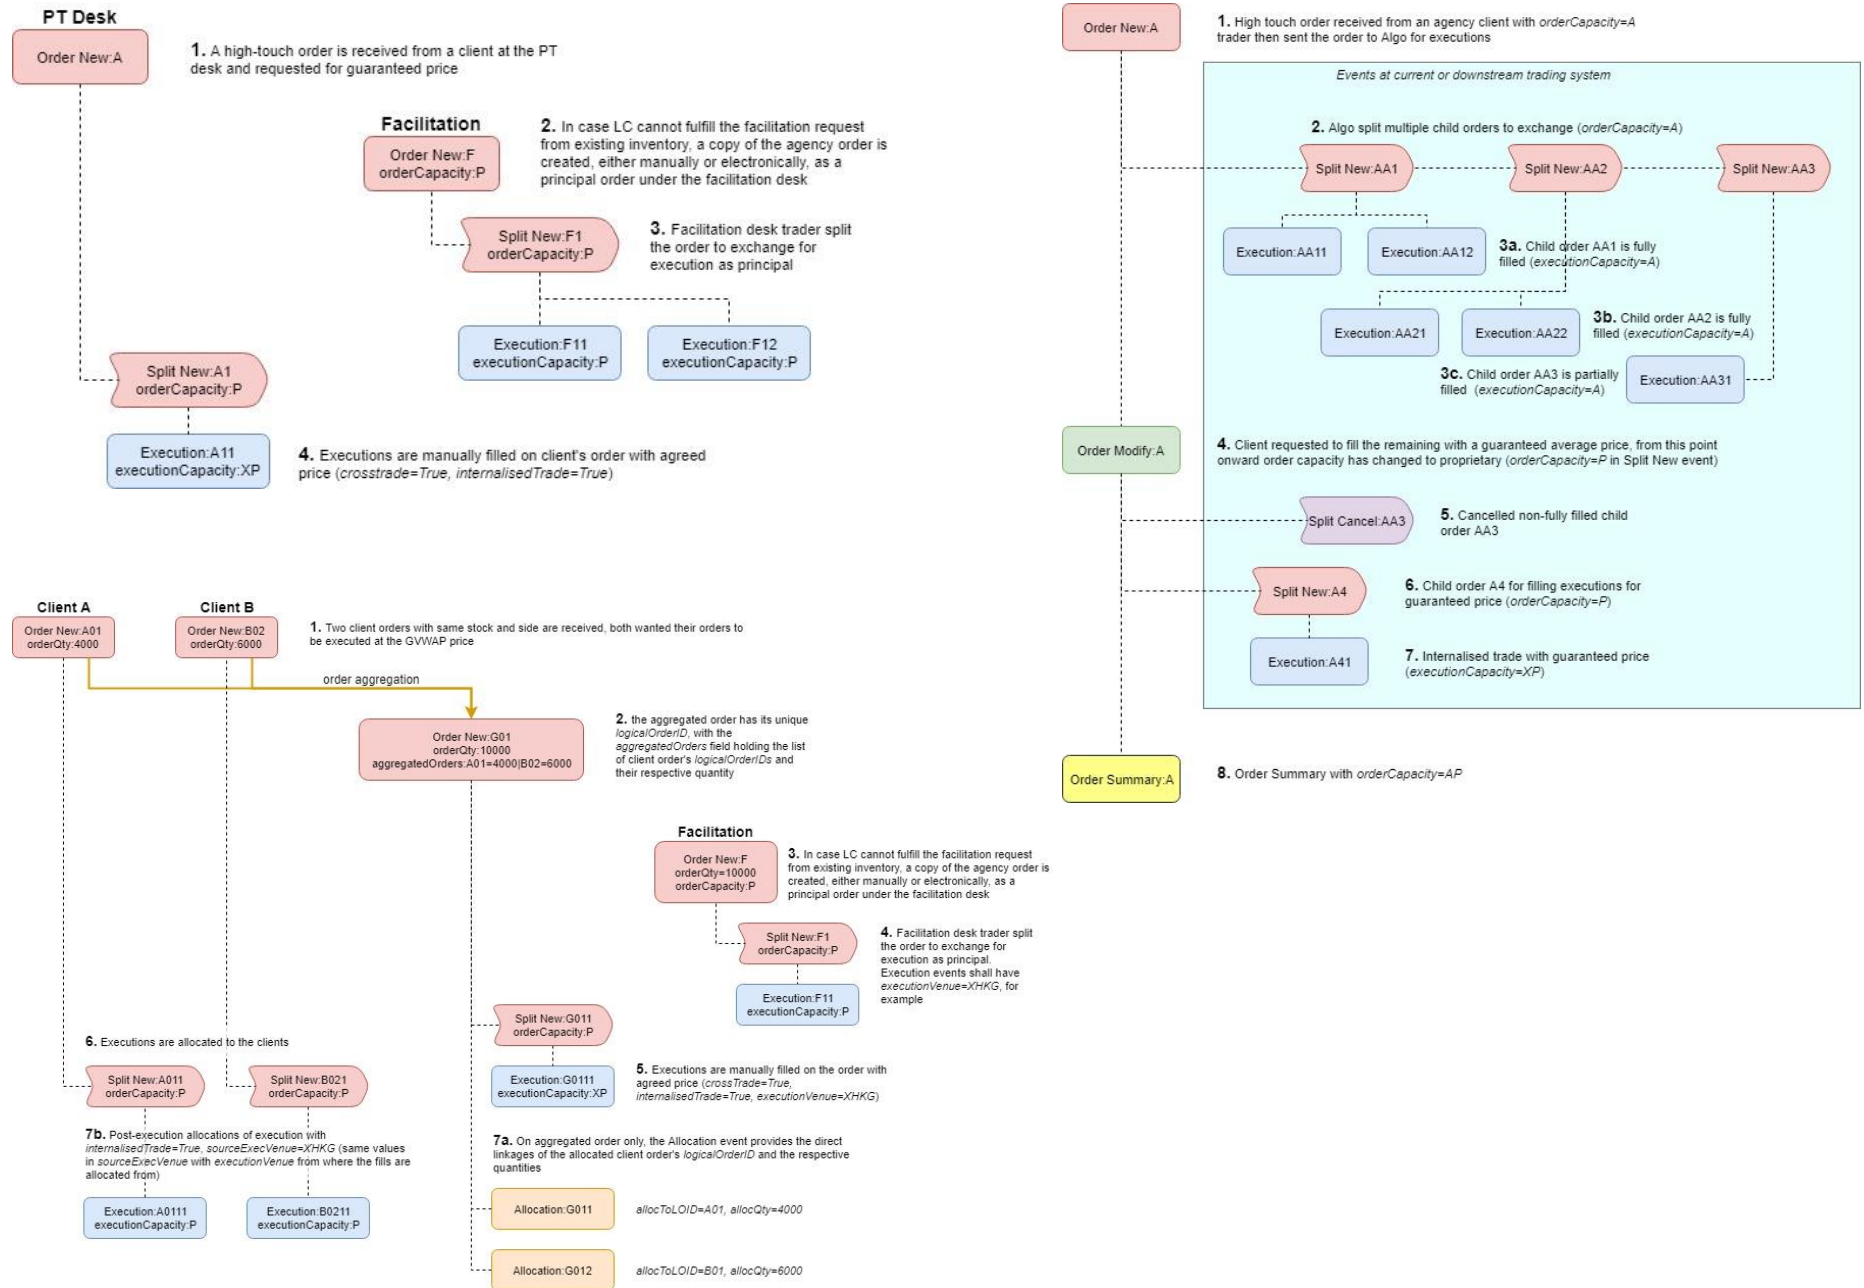 PT Desk
Order New:A
1. A high-touch order is received from a client at the PT
desk and requested for guaranteed price
Facilitation
Order New:F
orderCapacity:P
2. In case LC cannot fulfill the facilitation request
from existing inventory, a copy of the agency order is
created, either manually or electronically, as a
principal order under the facilitation desk
Split New:F1
orderCapacity:P
3. Facilitation desk trader split
the order to exchange for
execution as principal
Execution:F11
executionCapacity:P
Execution:F12
executionCapacity:P
Split New:A1
orderCapacity:P
Execution:A11
executionCapacity:XP
4. Executions are manually filled on client's order with agreed
price (crosstrade=True, internalisedTrade=True)
Order New:A
1. High touch order received from an agency client with orderCapacity=A
trader then sent the order to Algo for executions
Events at current or downstream trading system
2. Algo split multiple child orders to exchange (orderCapacity=A)
Split New:AA1
Split New:AA2
Split New:AA3
Execution:AA11
Execution:AA12
3a. Child order AA1 is fully
filled (executionCapacity=A)
Execution:AA21
Execution:AA22
3b. Child order AA2 is fully
filled (executionCapacity=A)
3c. Child order AA3 is partially
filled (executionCapacity=A)
Execution:AA31
Order Modify:A
4. Client requested to fill the remaining with a guaranteed average price, from this point
onward order capacity has changed to proprietary (orderCapacity=P in Split New event)
Split Cancel:AA3
5. Cancelled non-fully filled child
order AA3
Split New:A4
6. Child order A4 for filling executions for
guaranteed price (orderCapacity=P)
Execution:A41
7. Internalised trade with guaranteed price
(executionCapacity=XP)
Order Summary:A
8. Order Summary with orderCapacity=AP
Client A
Order New:A01
orderQty:4000
Client B
Order New:B02
orderQty:6000
1. Two client orders with same stock and side are received, both wanted their orders to
be executed at the GVWAP price
order aggregation
Order New:G01
orderQty:10000
aggregatedOrders:A01=4000|B02=6000
2. the aggregated order has its unique
logicalOrderID, with the
aggregatedOrders field holding the list
of client order's logicalOrderIDs and
their respective quantity
Facilitation
Order New:F
orderQty=10000
orderCapacity:P
3. In case LC cannot fulfill the facilitation request
from existing inventory, a copy of the agency order is
created, either manually or electronically, as a
principal order under the facilitation desk
Split New:F1
orderCapacity:P
4. Facilitation desk trader split
the order to exchange for
execution as principal.
Execution events shall have
executionVenue=XHKG, for
example
Execution:F11
executionCapacity:P
Split New:G011
orderCapacity:P
Execution:G0111
executionCapacity:XP
5. Executions are manually filled on the order with
agreed price (crossTrade=True,
internalisedTrade=True, executionVenue=XHKG)
6. Executions are allocated to the clients
Split New:A011
orderCapacity:P
Split New:B021
orderCapacity:P
7b. Post-execution allocations of execution with
internalisedTrade=True, sourceExecVenue=XHKG (same values
in sourceExecVenue with executionVenue from where the fills are
allocated from)
Execution:A0111
executionCapacity:P
Execution:B0211
executionCapacity:P
7a. On aggregated order only, the Allocation event provides the direct
linkages of the allocated client order's logicalOrderID and the respective
quantities
Allocation:G011
allocToLOID=A01, allocQty=4000
Allocation:G012
allocToLOID=B01, allocQty=6000